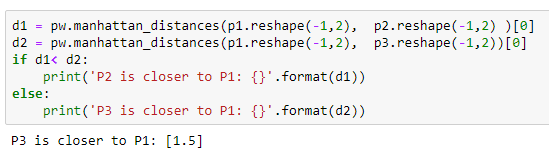 d1 = pw.manhattan_distances(p1.reshape(-1,2),  p2.reshape(-1,2) )[0]
d2 = pw.manhattan_distances(p1.reshape(-1,2),  p3.reshape(-1,2))[0]
if d1< d2:
    print('P2 is closer to P1: {}'.format(d1))
else:
    print('P3 is closer to P1: {}'.format(d2))
P3 is closer to P1: [1.5]